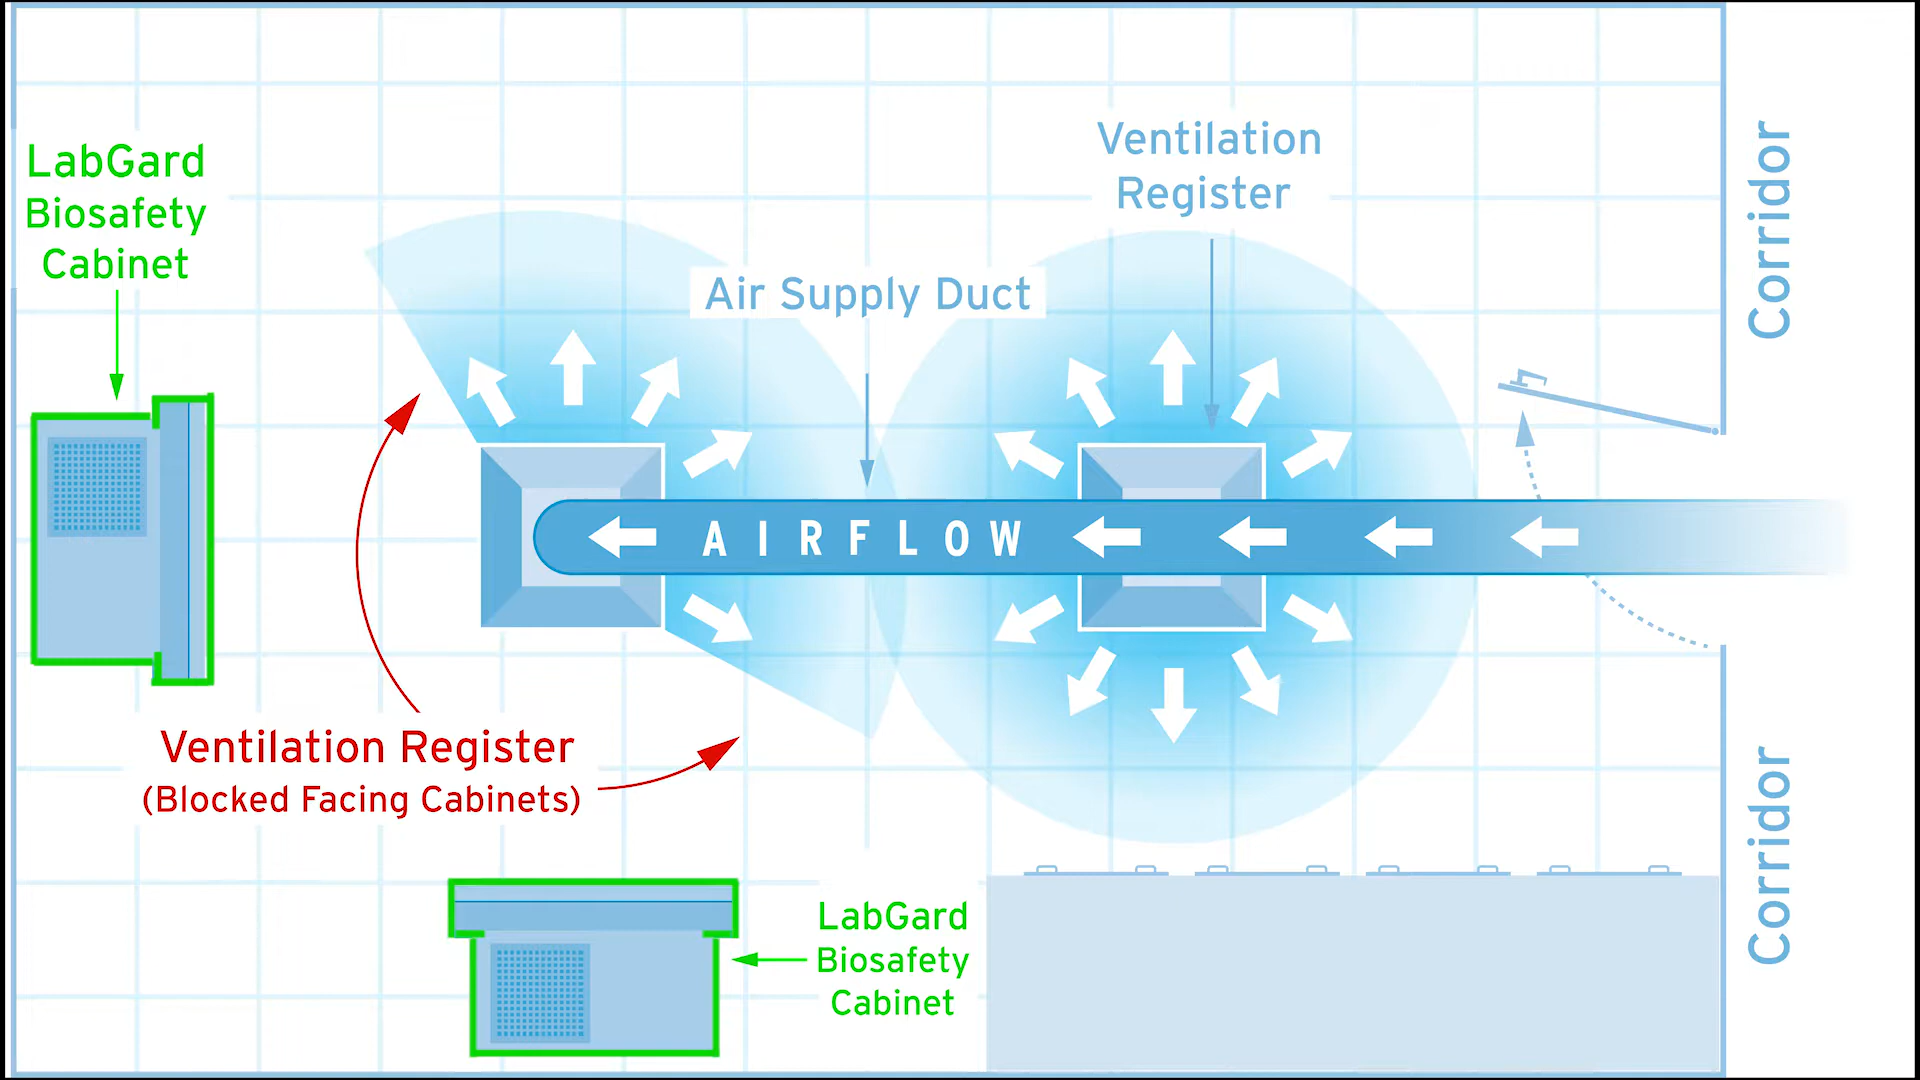 LabGard
Biosafety
Cabinet
Ventilation
Register
Air Supply Duct
Corridor
AIRFLOW
Ventilation Register
(Blocked Facing Cabinets)
LabGard
Biosafety
Cabinet
Corridor